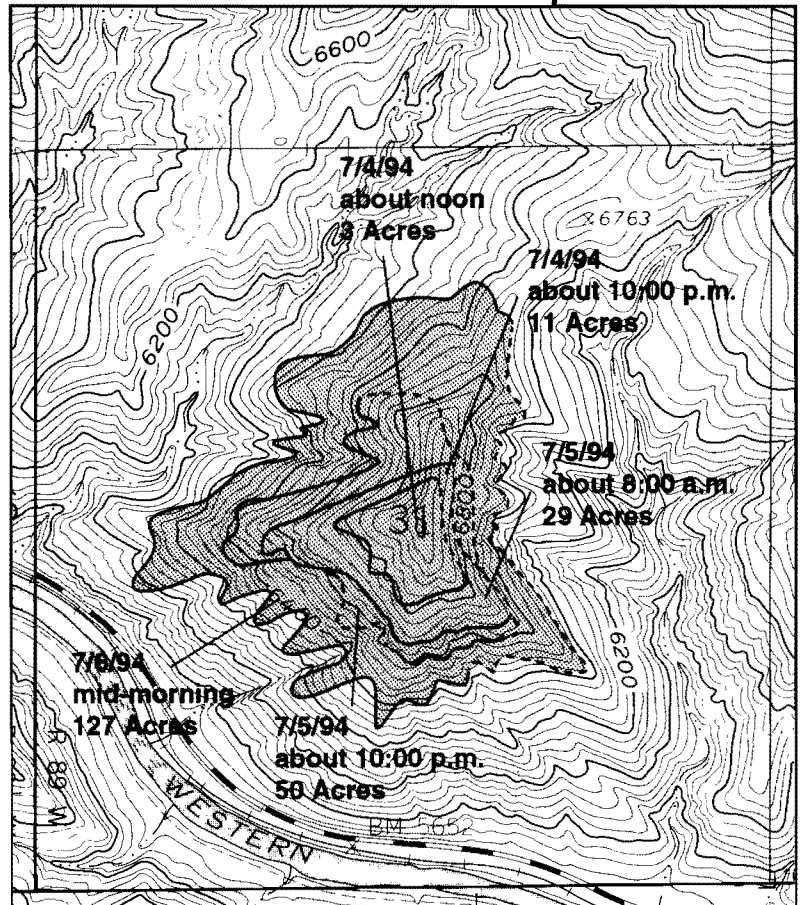 6600
7/4/94
about noon
3 Acres
6763
7/4/94
about 10:00 p.m.
11 Acres
6200
7/5/94
about 8:00 a.m.
29 Acres
6800
6200
7/6/94
mid-morning
127 Acres
7/5/94
about 10:00 p.m.
50 Acres
R 89 W
WESTERN
BM 5652